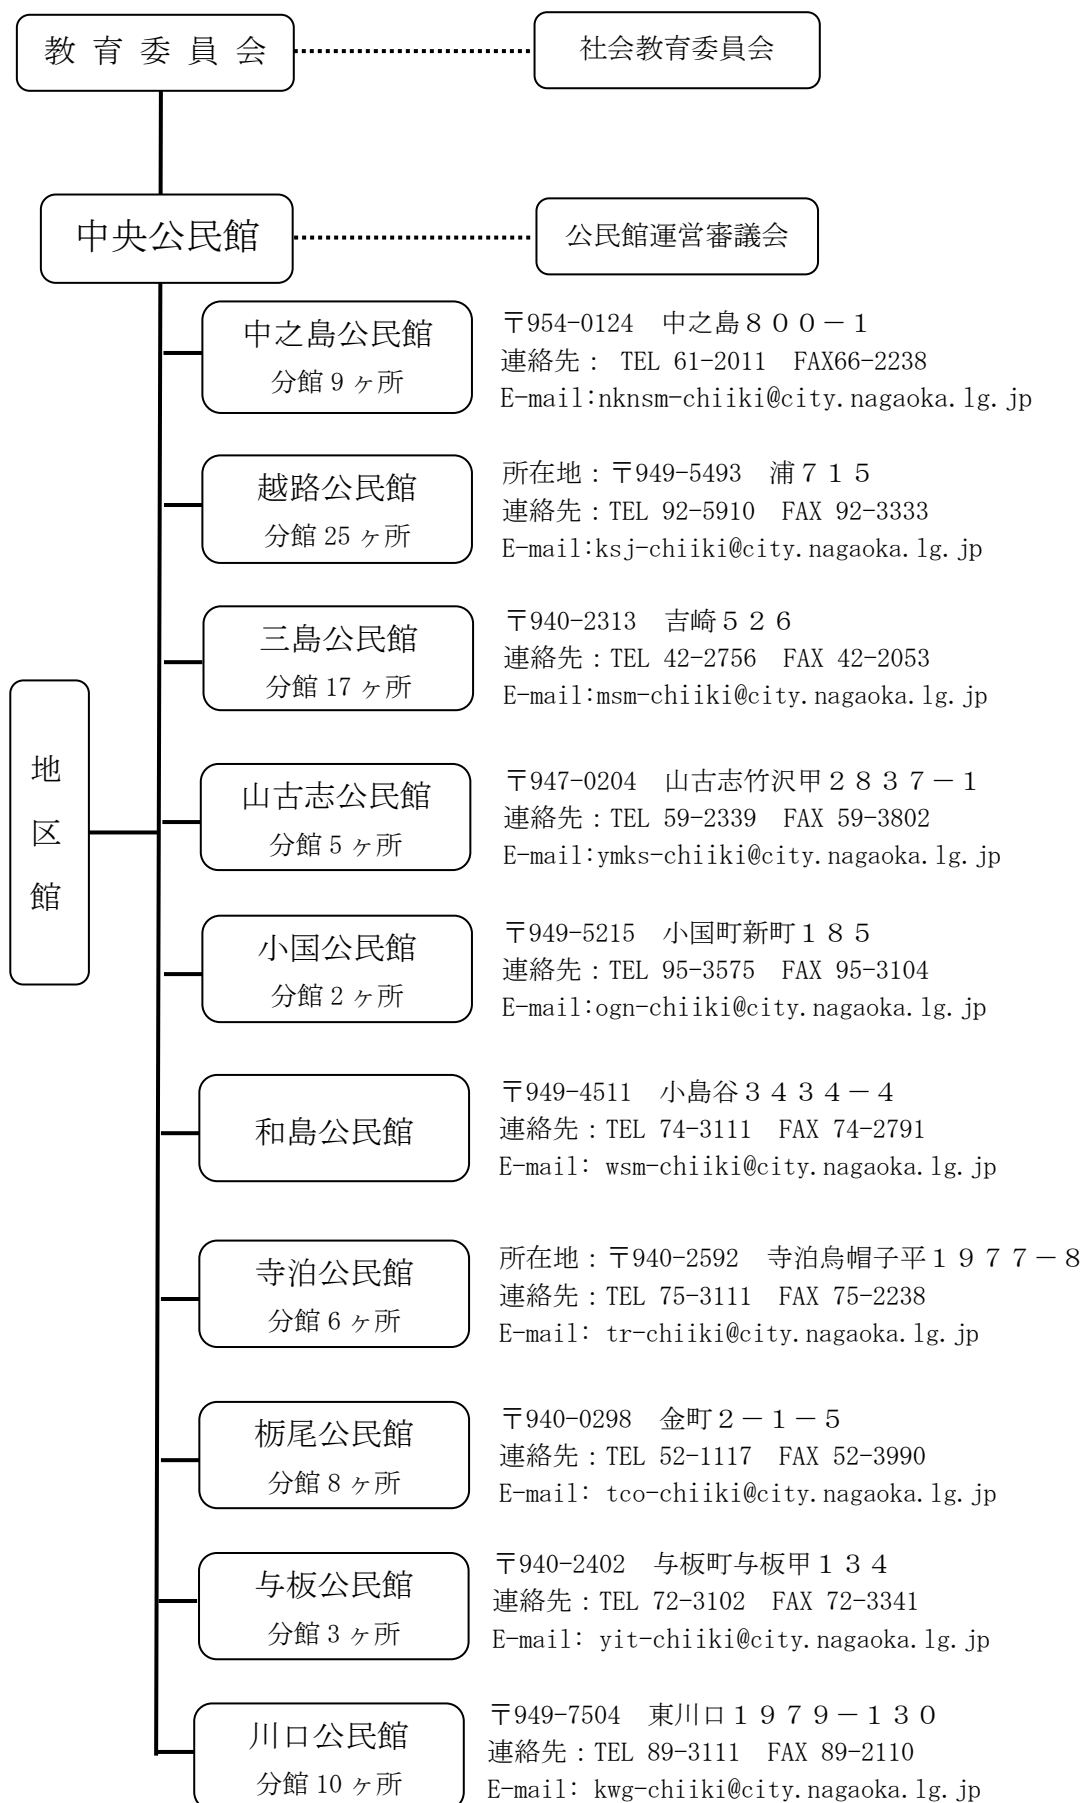 教 育 委 員 会
社会教育委員会
中央公民館
公民館運営審議会
中之島公民館
分館 9 ヶ所
〒954-0124　中之島８００－１
連絡先： TEL 61-2011　FAX66-2238
E-mail:nknsm-chiiki@city.nagaoka.lg.jp
越路公民館
分館 25 ヶ所
所在地：〒949-5493　浦７１５
連絡先：TEL 92-5910　FAX 92-3333
E-mail:ksj-chiiki@city.nagaoka.lg.jp
三島公民館
分館 17 ヶ所
〒940-2313　吉崎５２６
連絡先：TEL 42-2756　FAX 42-2053
E-mail:msm-chiiki@city.nagaoka.lg.jp
地
区
館
山古志公民館
分館 5 ヶ所
〒947-0204　山古志竹沢甲２８３７－１
連絡先：TEL 59-2339　FAX 59-3802
E-mail:ymks-chiiki@city.nagaoka.lg.jp
小国公民館
分館 2 ヶ所
〒949-5215　小国町新町１８５
連絡先：TEL 95-3575　FAX 95-3104
E-mail:ogn-chiiki@city.nagaoka.lg.jp
和島公民館
〒949-4511　小島谷３４３４－４
連絡先：TEL 74-3111　FAX 74-2791
E-mail: wsm-chiiki@city.nagaoka.lg.jp
寺泊公民館
分館 6 ヶ所
所在地：〒940-2592　寺泊烏帽子平１９７７－８
連絡先：TEL 75-3111　FAX 75-2238
E-mail: tr-chiiki@city.nagaoka.lg.jp
栃尾公民館
分館 8 ヶ所
〒940-0298　金町２－１－５
連絡先：TEL 52-1117　FAX 52-3990
E-mail: tco-chiiki@city.nagaoka.lg.jp
与板公民館
分館 3 ヶ所
〒940-2402　与板町与板甲１３４
連絡先：TEL 72-3102　FAX 72-3341
E-mail: yit-chiiki@city.nagaoka.lg.jp
川口公民館
分館 10 ヶ所
〒949-7504　東川口１９７９－１３０
連絡先：TEL 89-3111　FAX 89-2110
E-mail: kwg-chiiki@city.nagaoka.lg.jp